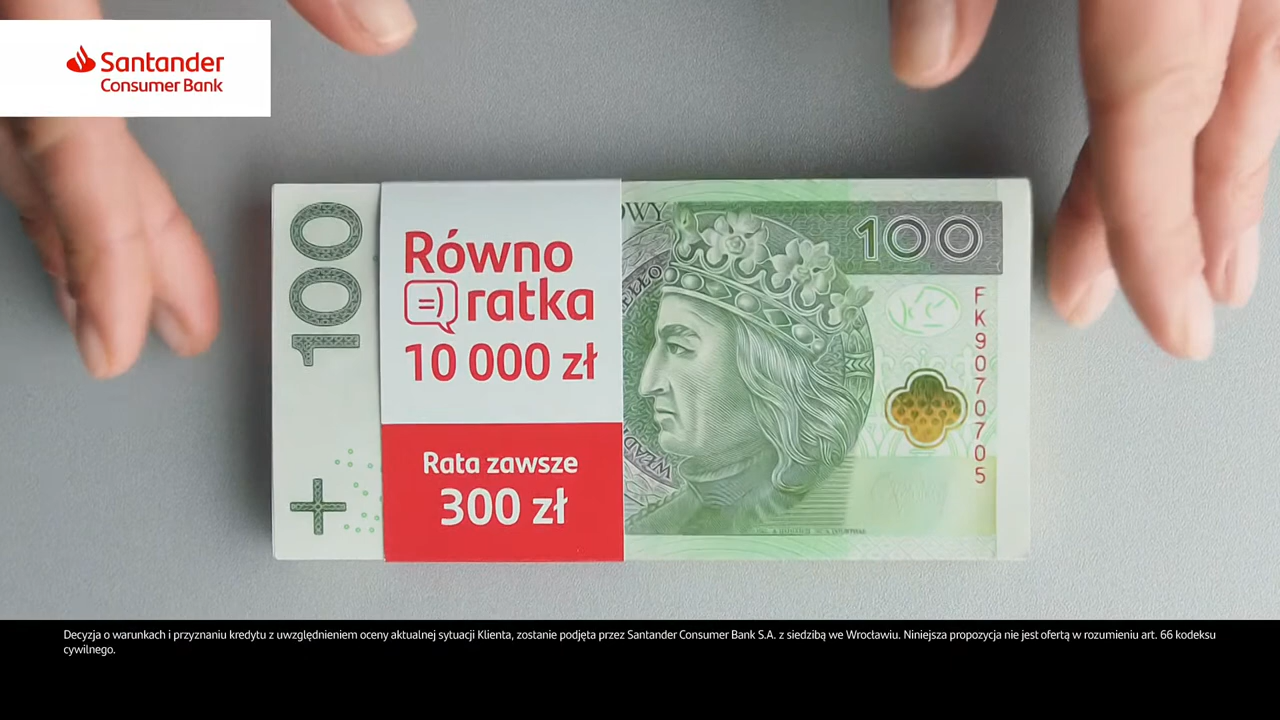 Santander
Consumer Bank
100
Równo
=) ratka
10 000 zł
Rata zawsze
300 zł
OWY
100
FK9070705
Decyzja o warunkach i przyznaniu kredytu z uwzględnieniem oceny aktualnej sytuacji Klienta, zostanie podjęta przez Santander Consumer Bank S.A. z siedzibą we Wrocławiu. Niniejsza propozycja nie jest ofertą w rozumieniu art. 66 kodeksu
cywilnego.